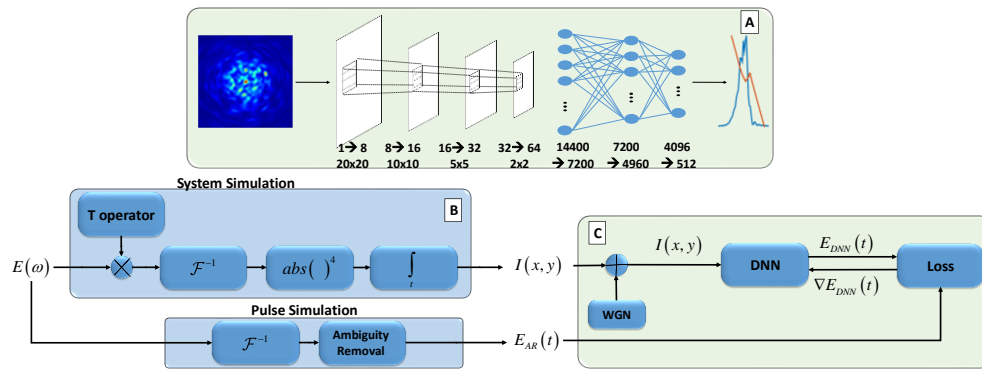 A
1➔8 8➔16 16➔32 32➔64 14400 7200 4096
20x20 10x10 5x5 2x2 ➔7200 ➔4960 ➔512
System Simulation
B
T operator
E(ω)
ℱ⁻¹
abs( )⁴
∫
t
I(x, y)
Pulse Simulation
ℱ⁻¹
Ambiguity
Removal
E_AR(t)
C
I(x, y)
WGN
DNN
E_DNN(t)
∇E_DNN(t)
Loss